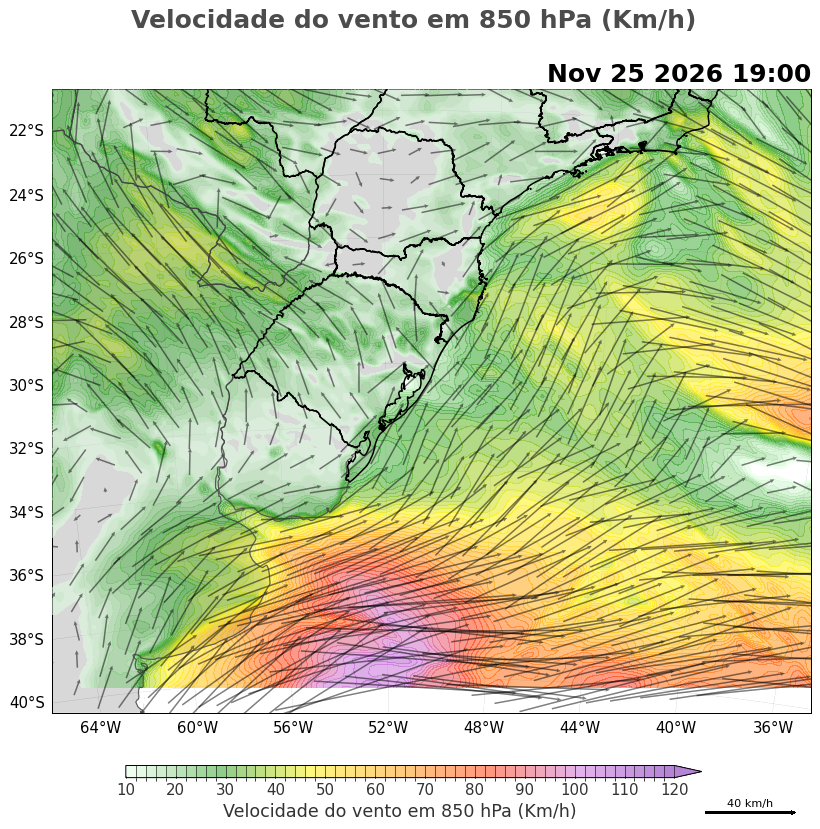 Velocidade do vento em 850 hPa (Km/h)
Nov 25 2026 19:00
22°S
24°S
26°S
28°S
30°S
32°S
34°S
36°S
38°S
40°S
64°W 60°W 56°W 52°W 48°W 44°W 40°W 36°W
10 20 30 40 50 60 70 80 90 100 110 120
Velocidade do vento em 850 hPa (Km/h)
40 km/h